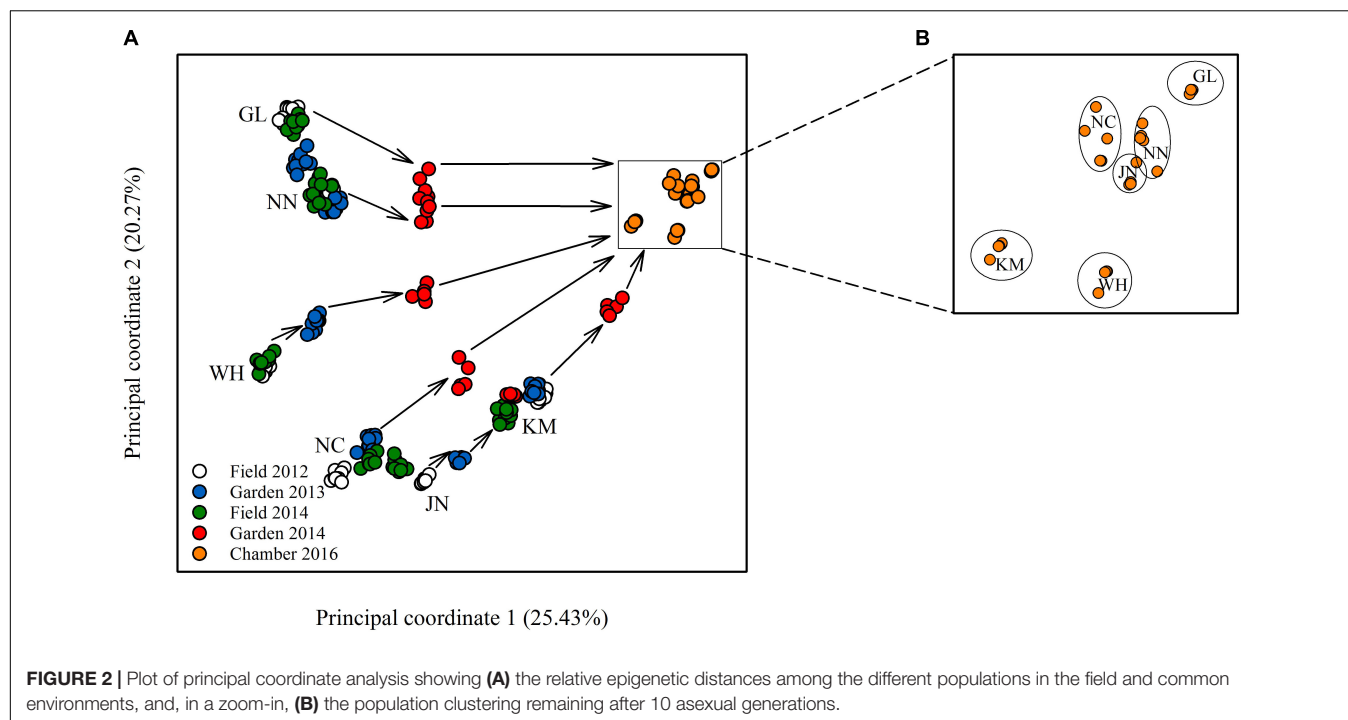 A
B
GL
NN
WH
NC
JN
KM
Field 2012
Garden 2013
Field 2014
Garden 2014
Chamber 2016
Principal coordinate 2 (20.27%)
Principal coordinate 1 (25.43%)
GL
NC
NN
JN
KM
WH
FIGURE 2 | Plot of principal coordinate analysis showing (A) the relative epigenetic distances among the different populations in the field and common
environments, and, in a zoom-in, (B) the population clustering remaining after 10 asexual generations.